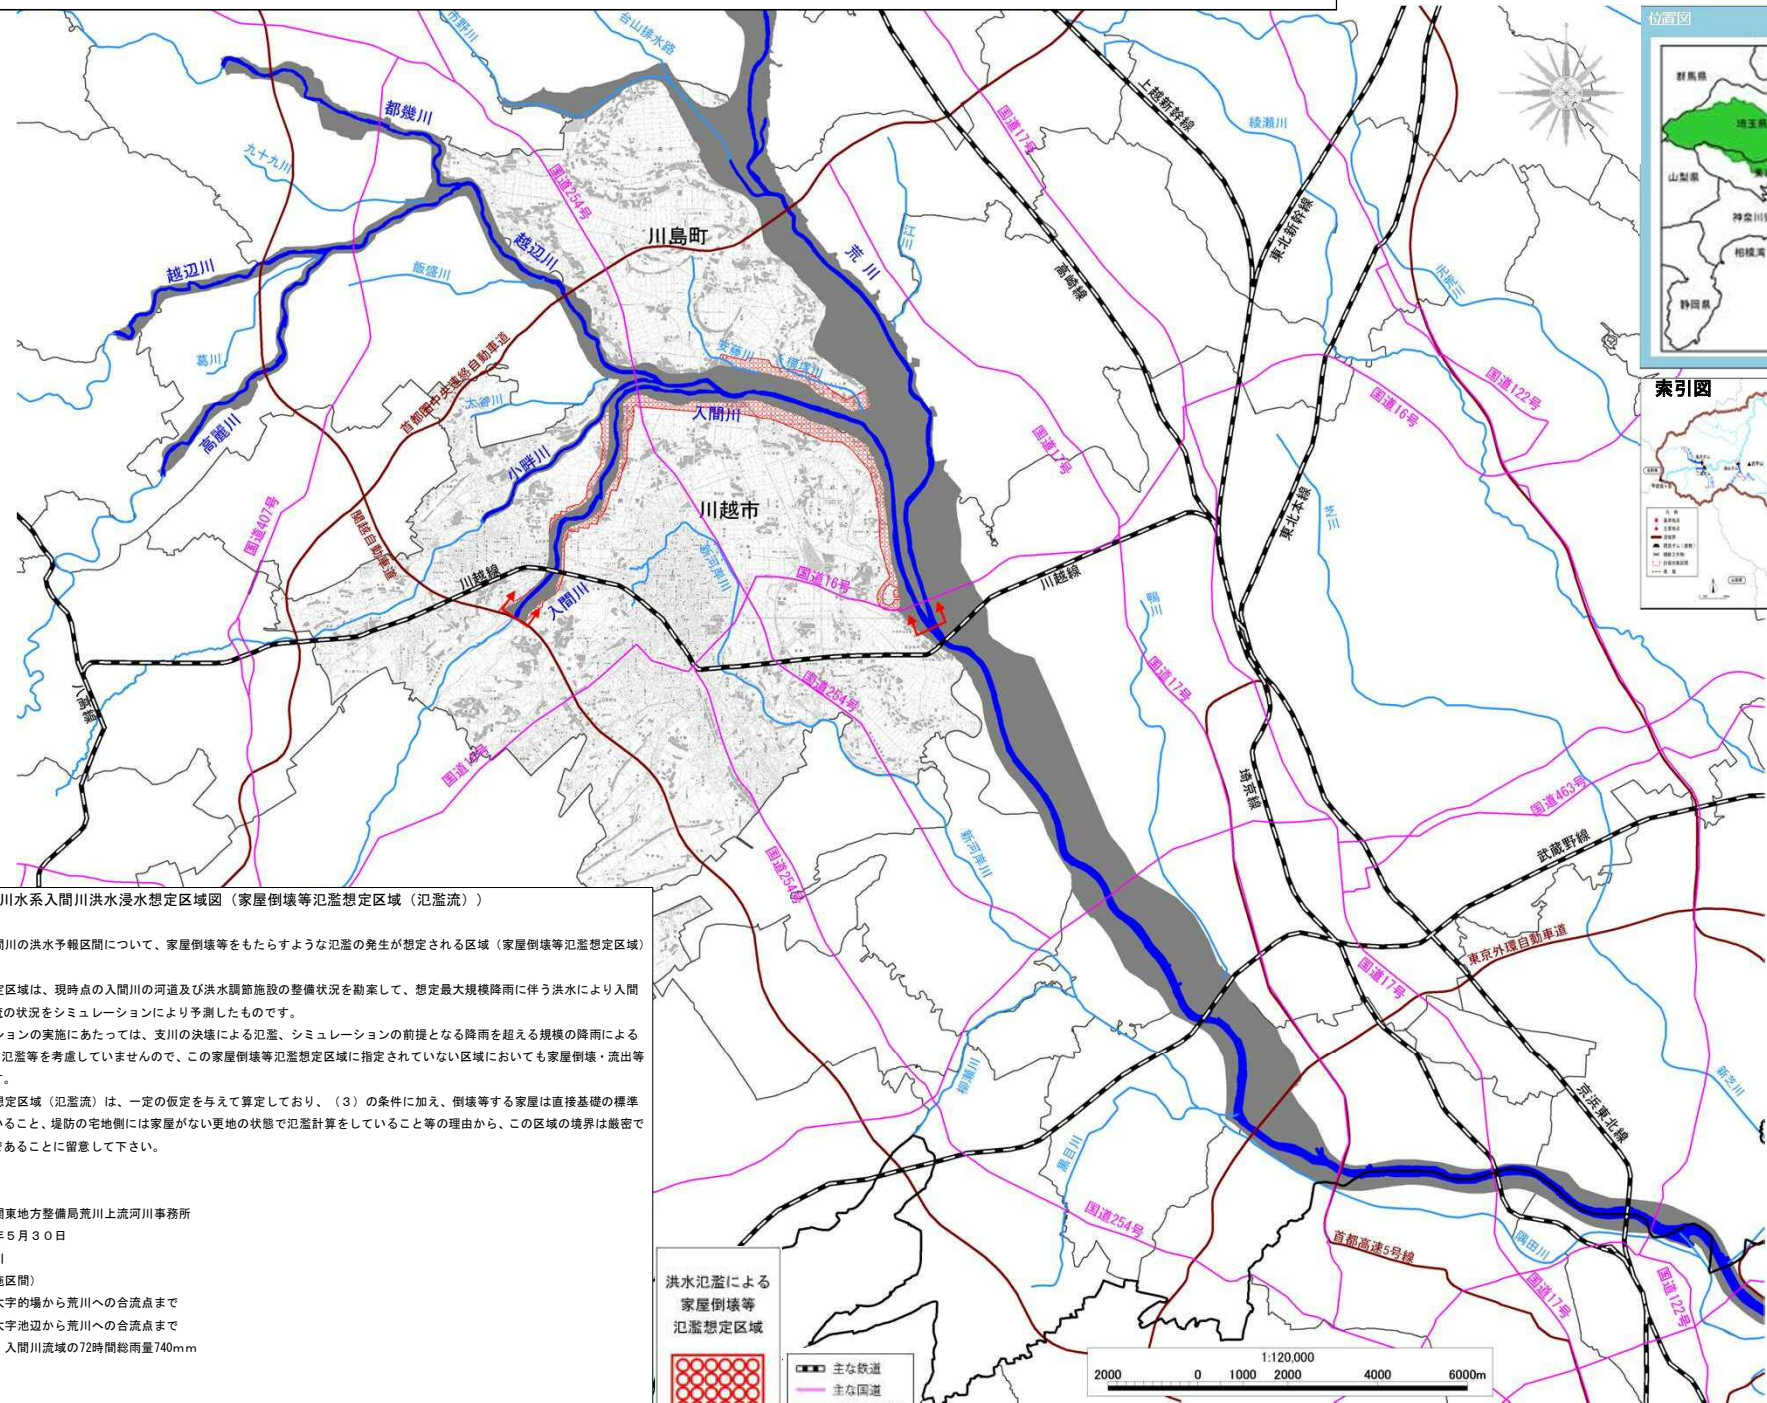 位置図
群馬県
埼玉県
山梨県
神奈川
相模湾
静岡県
索引図
市野川
台山排水路
都幾川
九十九川
国道254号
川島町
越辺川
越辺川
飯盛川
葛川
高麗川
首都圏中央連絡自動車道
荒川
江川
安藤川
横塚川
入間川
小畔川
大谷川
川越市
新河岸川
国道407号
関越自動車道
川越線
入間川
国道16号
川越線
国道16号
国道254号
八高線
上越新幹線
国道17号
綾瀬川
東北新幹線
高崎線
元荒川
国道122号
国道16号
国道17号
東北本線
芝川
鴨川
国道17号
埼京線
国道463号
武蔵野線
国道254号
新河岸川
東京外環自動車道
国道17号
柳瀬川
新芝川
京浜東北線
黒目川
国道254号
首都高速5号線
隅田川
国道17号
国道122号
川水系入間川洪水浸水想定区域図（家屋倒壊等氾濫想定区域（氾濫流））
間川の洪水予報区間について、家屋倒壊等をもたらすような氾濫の発生が想定される区域（家屋倒壊等氾濫想定区域）
定区域は、現時点の入間川の河道及び洪水調節施設の整備状況を勘案して、想定最大規模降雨に伴う洪水により入間
流の状況をシミュレーションにより予測したものです。
ションの実施にあたっては、支川の決壊による氾濫、シミュレーションの前提となる降雨を超える規模の降雨による
氾濫等を考慮していませんので、この家屋倒壊等氾濫想定区域に指定されていない区域においても家屋倒壊・流出等
す。
想定区域（氾濫流）は、一定の仮定を与えて算定しており、（３）の条件に加え、倒壊等する家屋は直接基礎の標準
いること、堤防の宅地側には家屋がない更地の状態で氾濫計算をしていること等の理由から、この区域の境界は厳密で
であることに留意して下さい。
関東地方整備局荒川上流河川事務所
年５月３０日
川
施区間）
大字的場から荒川への合流点まで
大字池辺から荒川への合流点まで
入間川流域の72時間総雨量740mm
洪水氾濫による
家屋倒壊等
氾濫想定区域
主な鉄道
主な国道
1:120,000
2000 0 1000 2000 4000 6000m